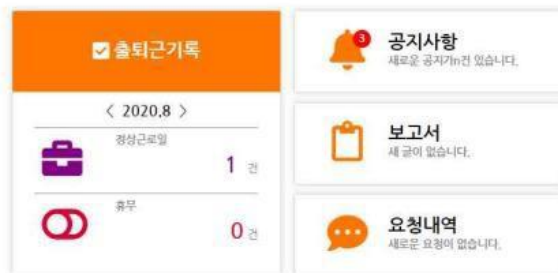 출퇴근기록
< 2020.8 >
정상근로일
1 건
휴무
0 건
3
공지사항
새로운 공지가n건 있습니다.
보고서
새 글이 없습니다.
요청내역
새로운 요청이 없습니다.